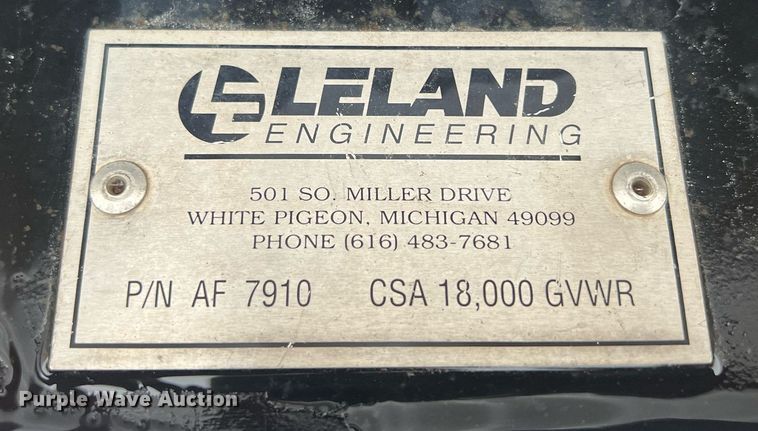 LELAND
ENGINEERING
501 SO. MILLER DRIVE
WHITE PIGEON, MICHIGAN 49099
PHONE (616) 483-7681
P/N AF 7910 CSA 18,000 GVWR
Purple Wave Auction